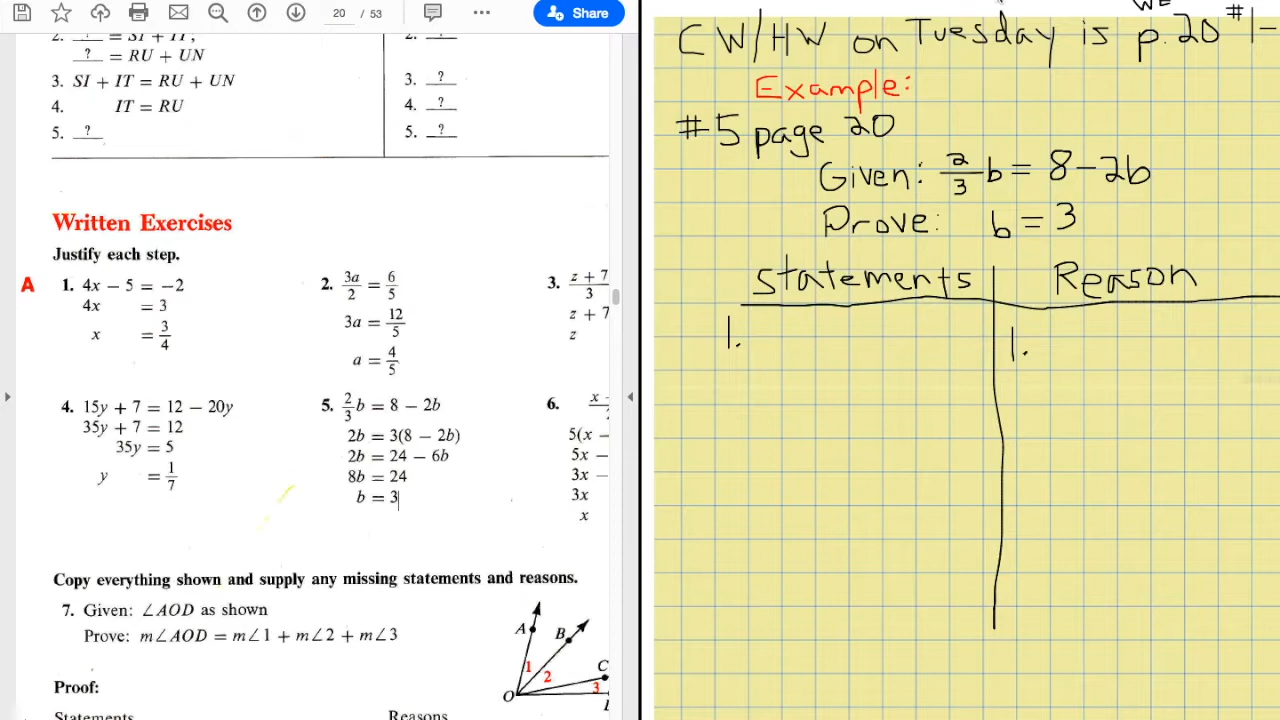 20 / 53
Share
2. ? = SI + IT;
? = RU + UN
2. ?
3. SI + IT = RU + UN
3. ?
4. IT = RU
4. ?
5. ?
5. ?
Written Exercises
Justify each step.
A 1. 4x − 5 = −2
4x = 3
x = 3/4
2. 3a/2 = 6/5
3a = 12/5
a = 4/5
3. z + 7/3
z + 7
z
4. 15y + 7 = 12 − 20y
35y + 7 = 12
35y = 5
y = 1/7
5. 2/3 b = 8 − 2b
2b = 3(8 − 2b)
2b = 24 − 6b
8b = 24
b = 3
6. x −
5(x −
5x −
3x −
3x
x
Copy everything shown and supply any missing statements and reasons.
7. Given: ∠AOD as shown
Prove: m∠AOD = m∠1 + m∠2 + m∠3
A
B
C
1
2
3
O
Proof:
Statements
Reasons
CW/HW on Tuesday is p.20 # 1-
Example:
#5 page 20
Given: 2/3 b = 8 - 2b
Prove: b = 3
Statements
Reason
1.
1.